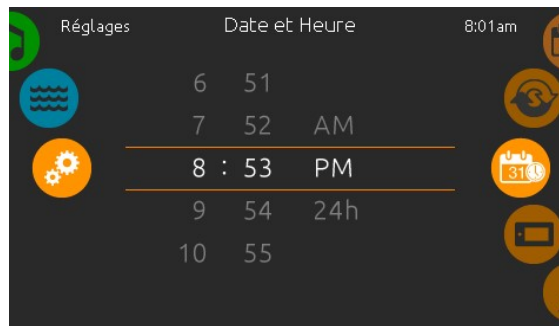 Réglages Date et Heure 8:01am
6 51
7 52 AM
8 : 53 PM
9 54 24h
10 55
31